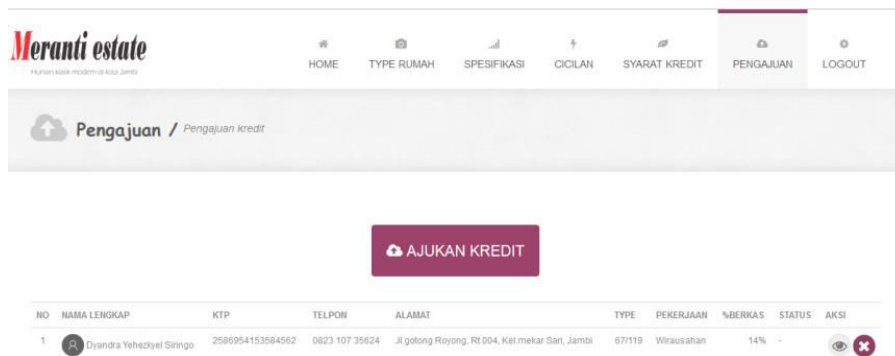 Meranti estate
Hunian klasik modern di kota Jambi
HOME TYPE RUMAH SPESIFIKASI CICILAN SYARAT KREDIT PENGAJUAN LOGOUT
Pengajuan / Pengajuan kredit
AJUKAN KREDIT
NO NAMA LENGKAP KTP TELPON ALAMAT TYPE PEKERJAAN %BERKAS STATUS AKSI
1 Dyandra Yehezkyel Siringo 2586954153584562 0823 107 35624 Jl.gotong Royong, Rt.004, Kel mekar Sari, Jambi 67/119 Wirausahan 14% -